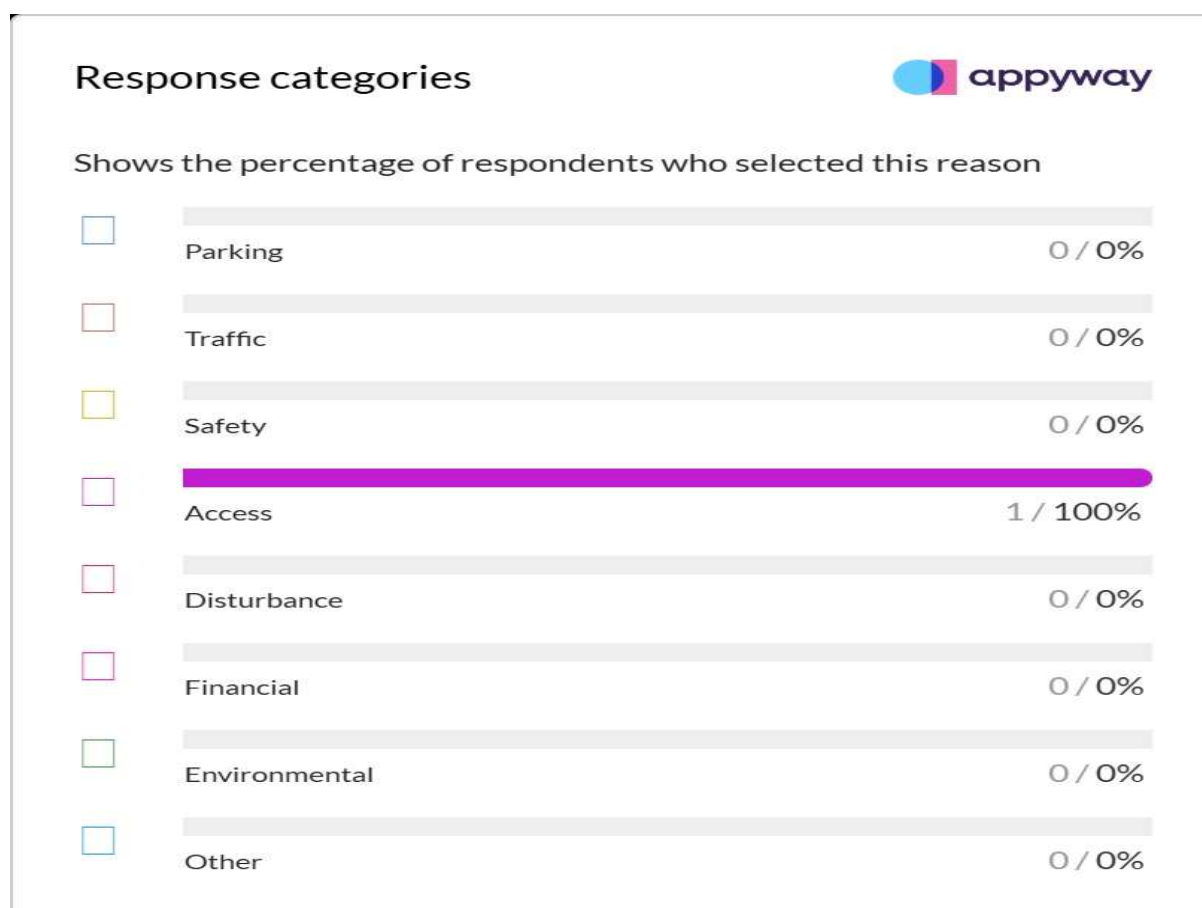 Response categories
appyway
Shows the percentage of respondents who selected this reason
Parking 0 / 0%
Traffic 0 / 0%
Safety 0 / 0%
Access 1 / 100%
Disturbance 0 / 0%
Financial 0 / 0%
Environmental 0 / 0%
Other 0 / 0%